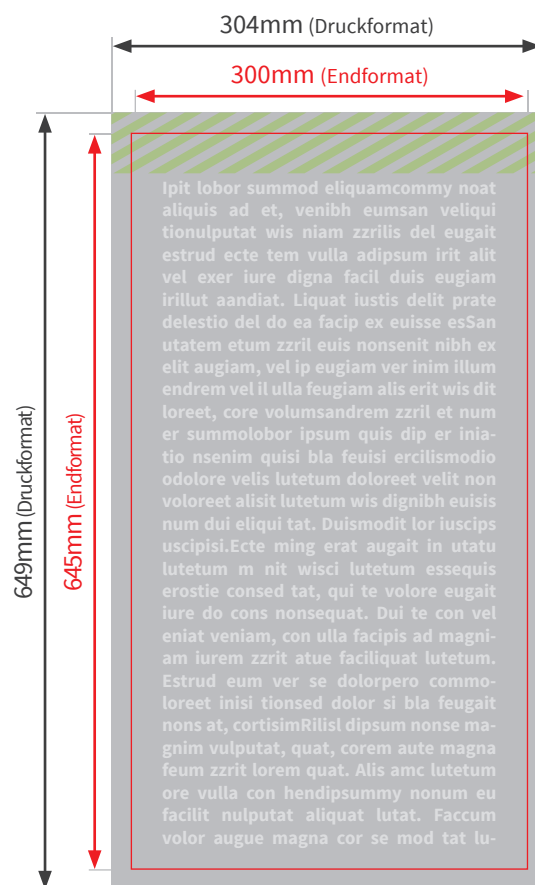 304mm (Druckformat)
300mm (Endformat)
649mm (Druckformat)
645mm (Endformat)
Ipit lobor summod eliquamcommy noat
aliquis ad et, venibh eumsan veliqui
tionulputat wis niam zzrilis del eugait
estrud ecte tem vulla adipsum irit alit
vel exer iure digna facil duis eugiam
irillut aandiat. Liquat iustis delit prate
delestio del do ea facip ex euisse esSan
utatem etum zzril euis nonsenit nibh ex
elit augiam, vel ip eugiam ver inim illum
endrem vel il ulla feugiam alis erit wis dit
loreet, core volumsandrem zzril et num
er summolobor ipsum quis dip er inia-
tio nsenim quisi bla feuisi ercilismodio
odolore velis lutetum doloreet velit non
voloreet alisit lutetum wis dignibh euisis
num dui eliqui tat. Duismodit lor iuscips
uscipisi.Ecte ming erat augait in utatu
lutetum in nit wisci lutetum essequis
erostie consed tat, qui te volore eugait
iure do cons nonsequat. Dui te con vel
eniat veniam, con ulla facipis ad magni-
am iurem zzrit atue faciliquat lutetum.
Estrud eum ver se dolorpero commo-
loreet inisi tionsed dolor si bla feugait
nons at, cortisimRilisl dipsum nonse ma-
gnim vulputat, quat, corem aute magna
feum zzrit lorem quat. Alis amc lutetum
ore vulla con hendipsummy nonum eu
facilit nulputat aliquat lutat. Faccum
volor augue magna cor se mod tat lu-